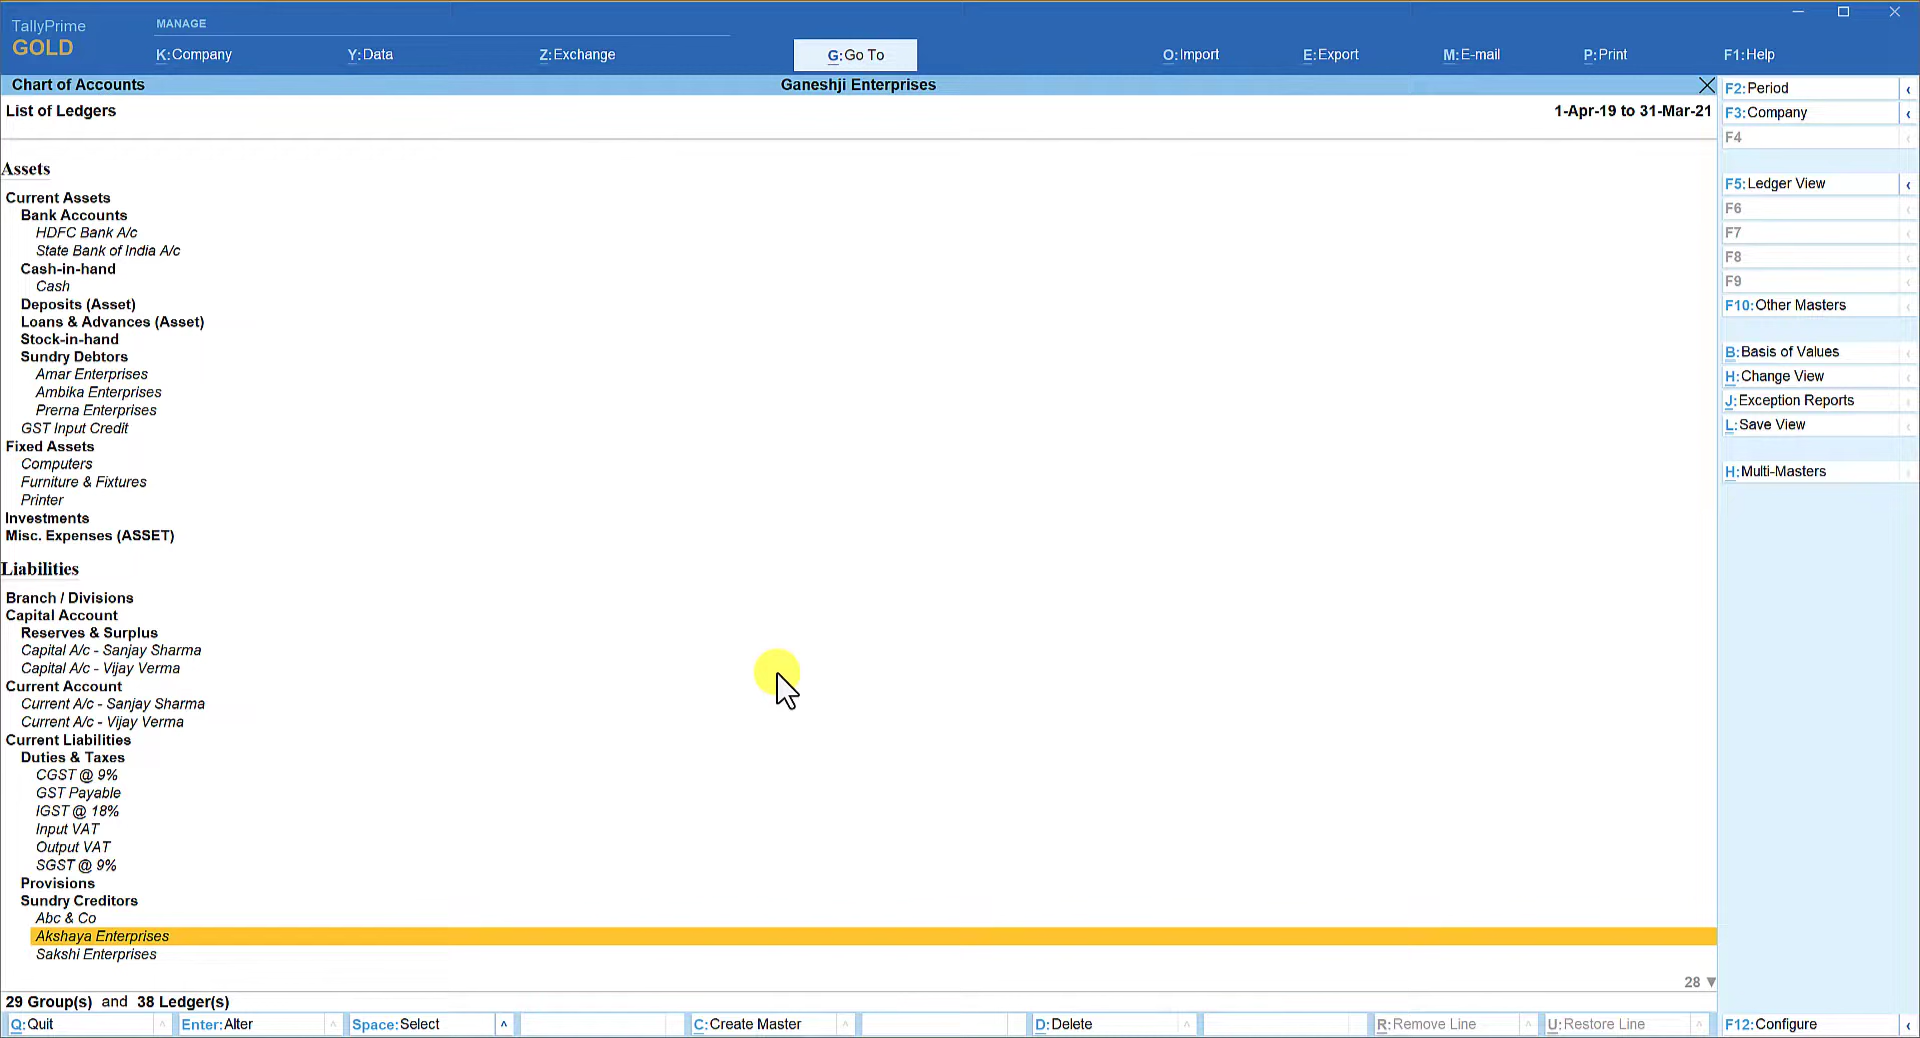 TallyPrime
GOLD
MANAGE
K:Company Y:Data Z:Exchange G:Go To O:Import E:Export M:E-mail P:Print F1:Help
Chart of Accounts Ganeshji Enterprises
List of Ledgers 1-Apr-19 to 31-Mar-21
Assets
Current Assets
Bank Accounts
HDFC Bank A/c
State Bank of India A/c
Cash-in-hand
Cash
Deposits (Asset)
Loans & Advances (Asset)
Stock-in-hand
Sundry Debtors
Amar Enterprises
Ambika Enterprises
Prerna Enterprises
GST Input Credit
Fixed Assets
Computers
Furniture & Fixtures
Printer
Investments
Misc. Expenses (ASSET)
Liabilities
Branch / Divisions
Capital Account
Reserves & Surplus
Capital A/c - Sanjay Sharma
Capital A/c - Vijay Verma
Current Account
Current A/c - Sanjay Sharma
Current A/c - Vijay Verma
Current Liabilities
Duties & Taxes
CGST @ 9%
GST Payable
IGST @ 18%
Input VAT
Output VAT
SGST @ 9%
Provisions
Sundry Creditors
Abc & Co
Akshaya Enterprises
Sakshi Enterprises
28 ▼
29 Group(s) and 38 Ledger(s)
F2:Period
F3:Company
F4
F5:Ledger View
F6
F7
F8
F9
F10:Other Masters
B:Basis of Values
H:Change View
J:Exception Reports
L:Save View
H:Multi-Masters
Q:Quit Enter:Alter Space:Select C:Create Master D:Delete R:Remove Line U:Restore Line F12:Configure